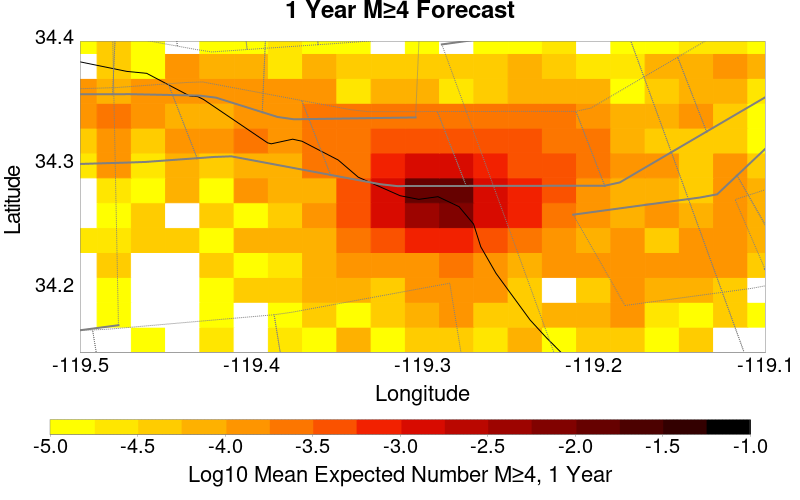 1 Year M≥4 Forecast
34.4
34.3
34.2
Latitude
-119.5 -119.4 -119.3 -119.2 -119.1
Longitude
-5.0 -4.5 -4.0 -3.5 -3.0 -2.5 -2.0 -1.5 -1.0
Log10 Mean Expected Number M≥4, 1 Year